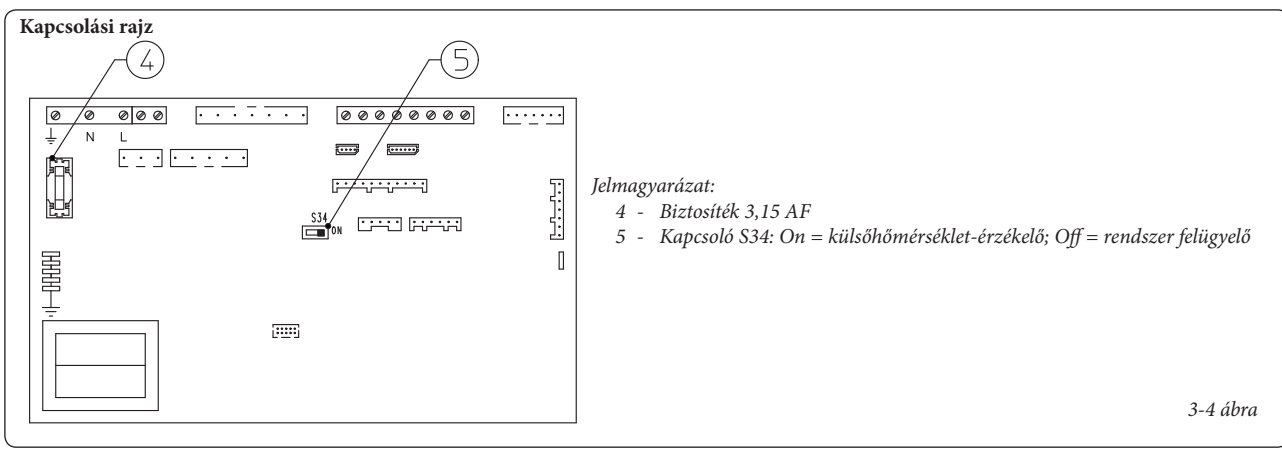 Kapcsolási rajz
4
5
N L
S34
ON
Jelmagyarázat:
4 - Biztosíték 3,15 AF
5 - Kapcsoló S34: On = külsőhőmérséklet-érzékelő; Off = rendszer felügyelő
3-4 ábra